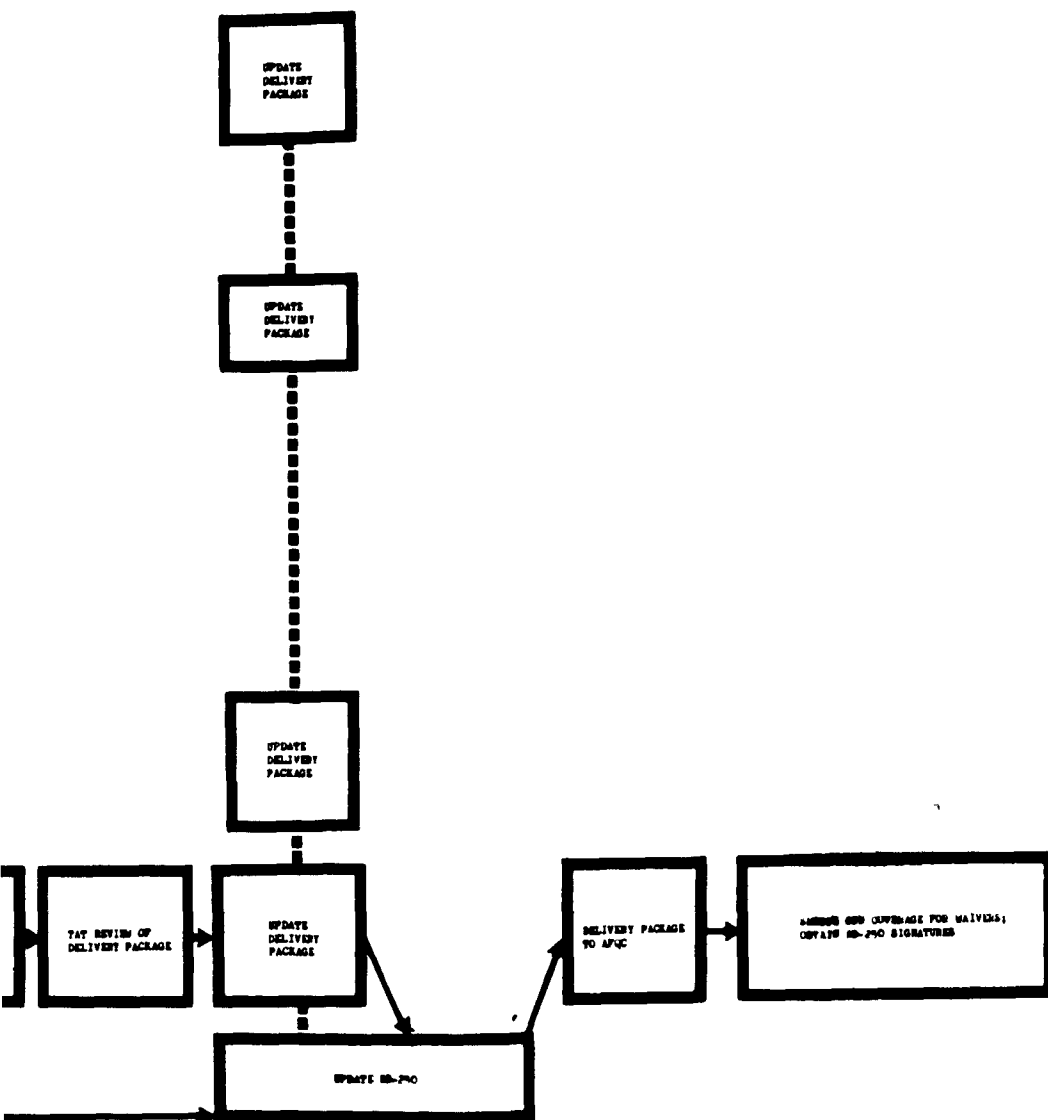 UPDATE
DELIVERY
PACKAGE
UPDATE
DELIVERY
PACKAGE
UPDATE
DELIVERY
PACKAGE
TAT REVIEW OF
DELIVERY PACKAGE
UPDATE
DELIVERY
PACKAGE
DELIVERY PACKAGE
TO AFQC
COVERAGE FOR WAIVERS;
OBTAIN SIGNATURES
UPDATE